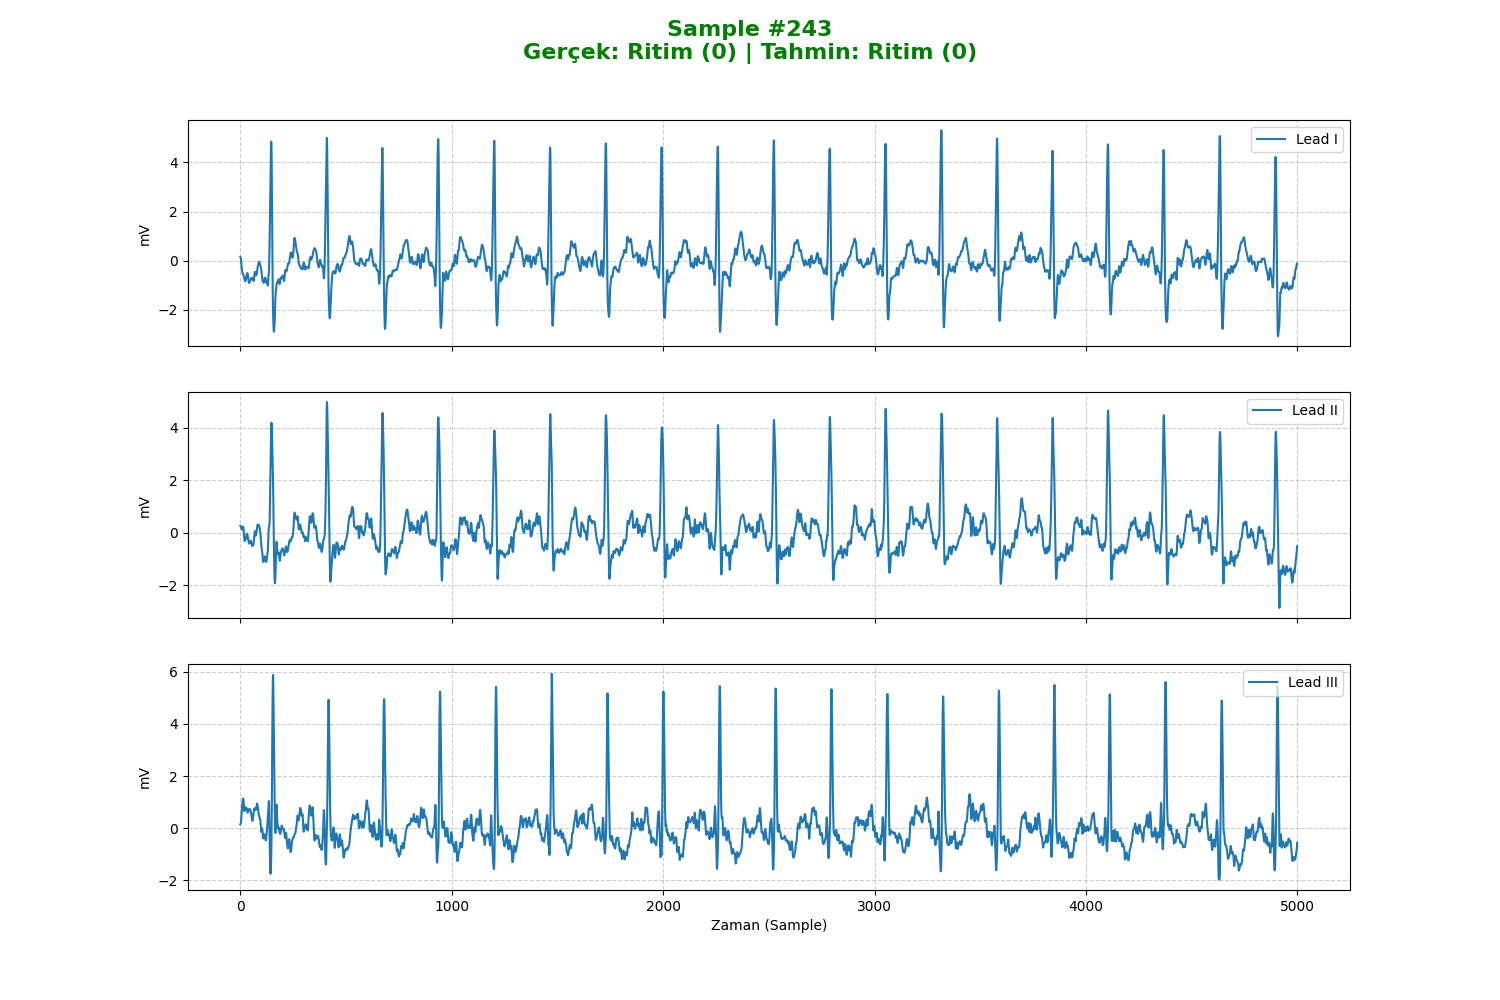 Sample #243
Gerçek: Ritim (0) | Tahmin: Ritim (0)
Lead I
4
2
0
−2
mV
Lead II
4
2
0
−2
mV
Lead III
6
4
2
0
−2
mV
0 1000 2000 3000 4000 5000
Zaman (Sample)